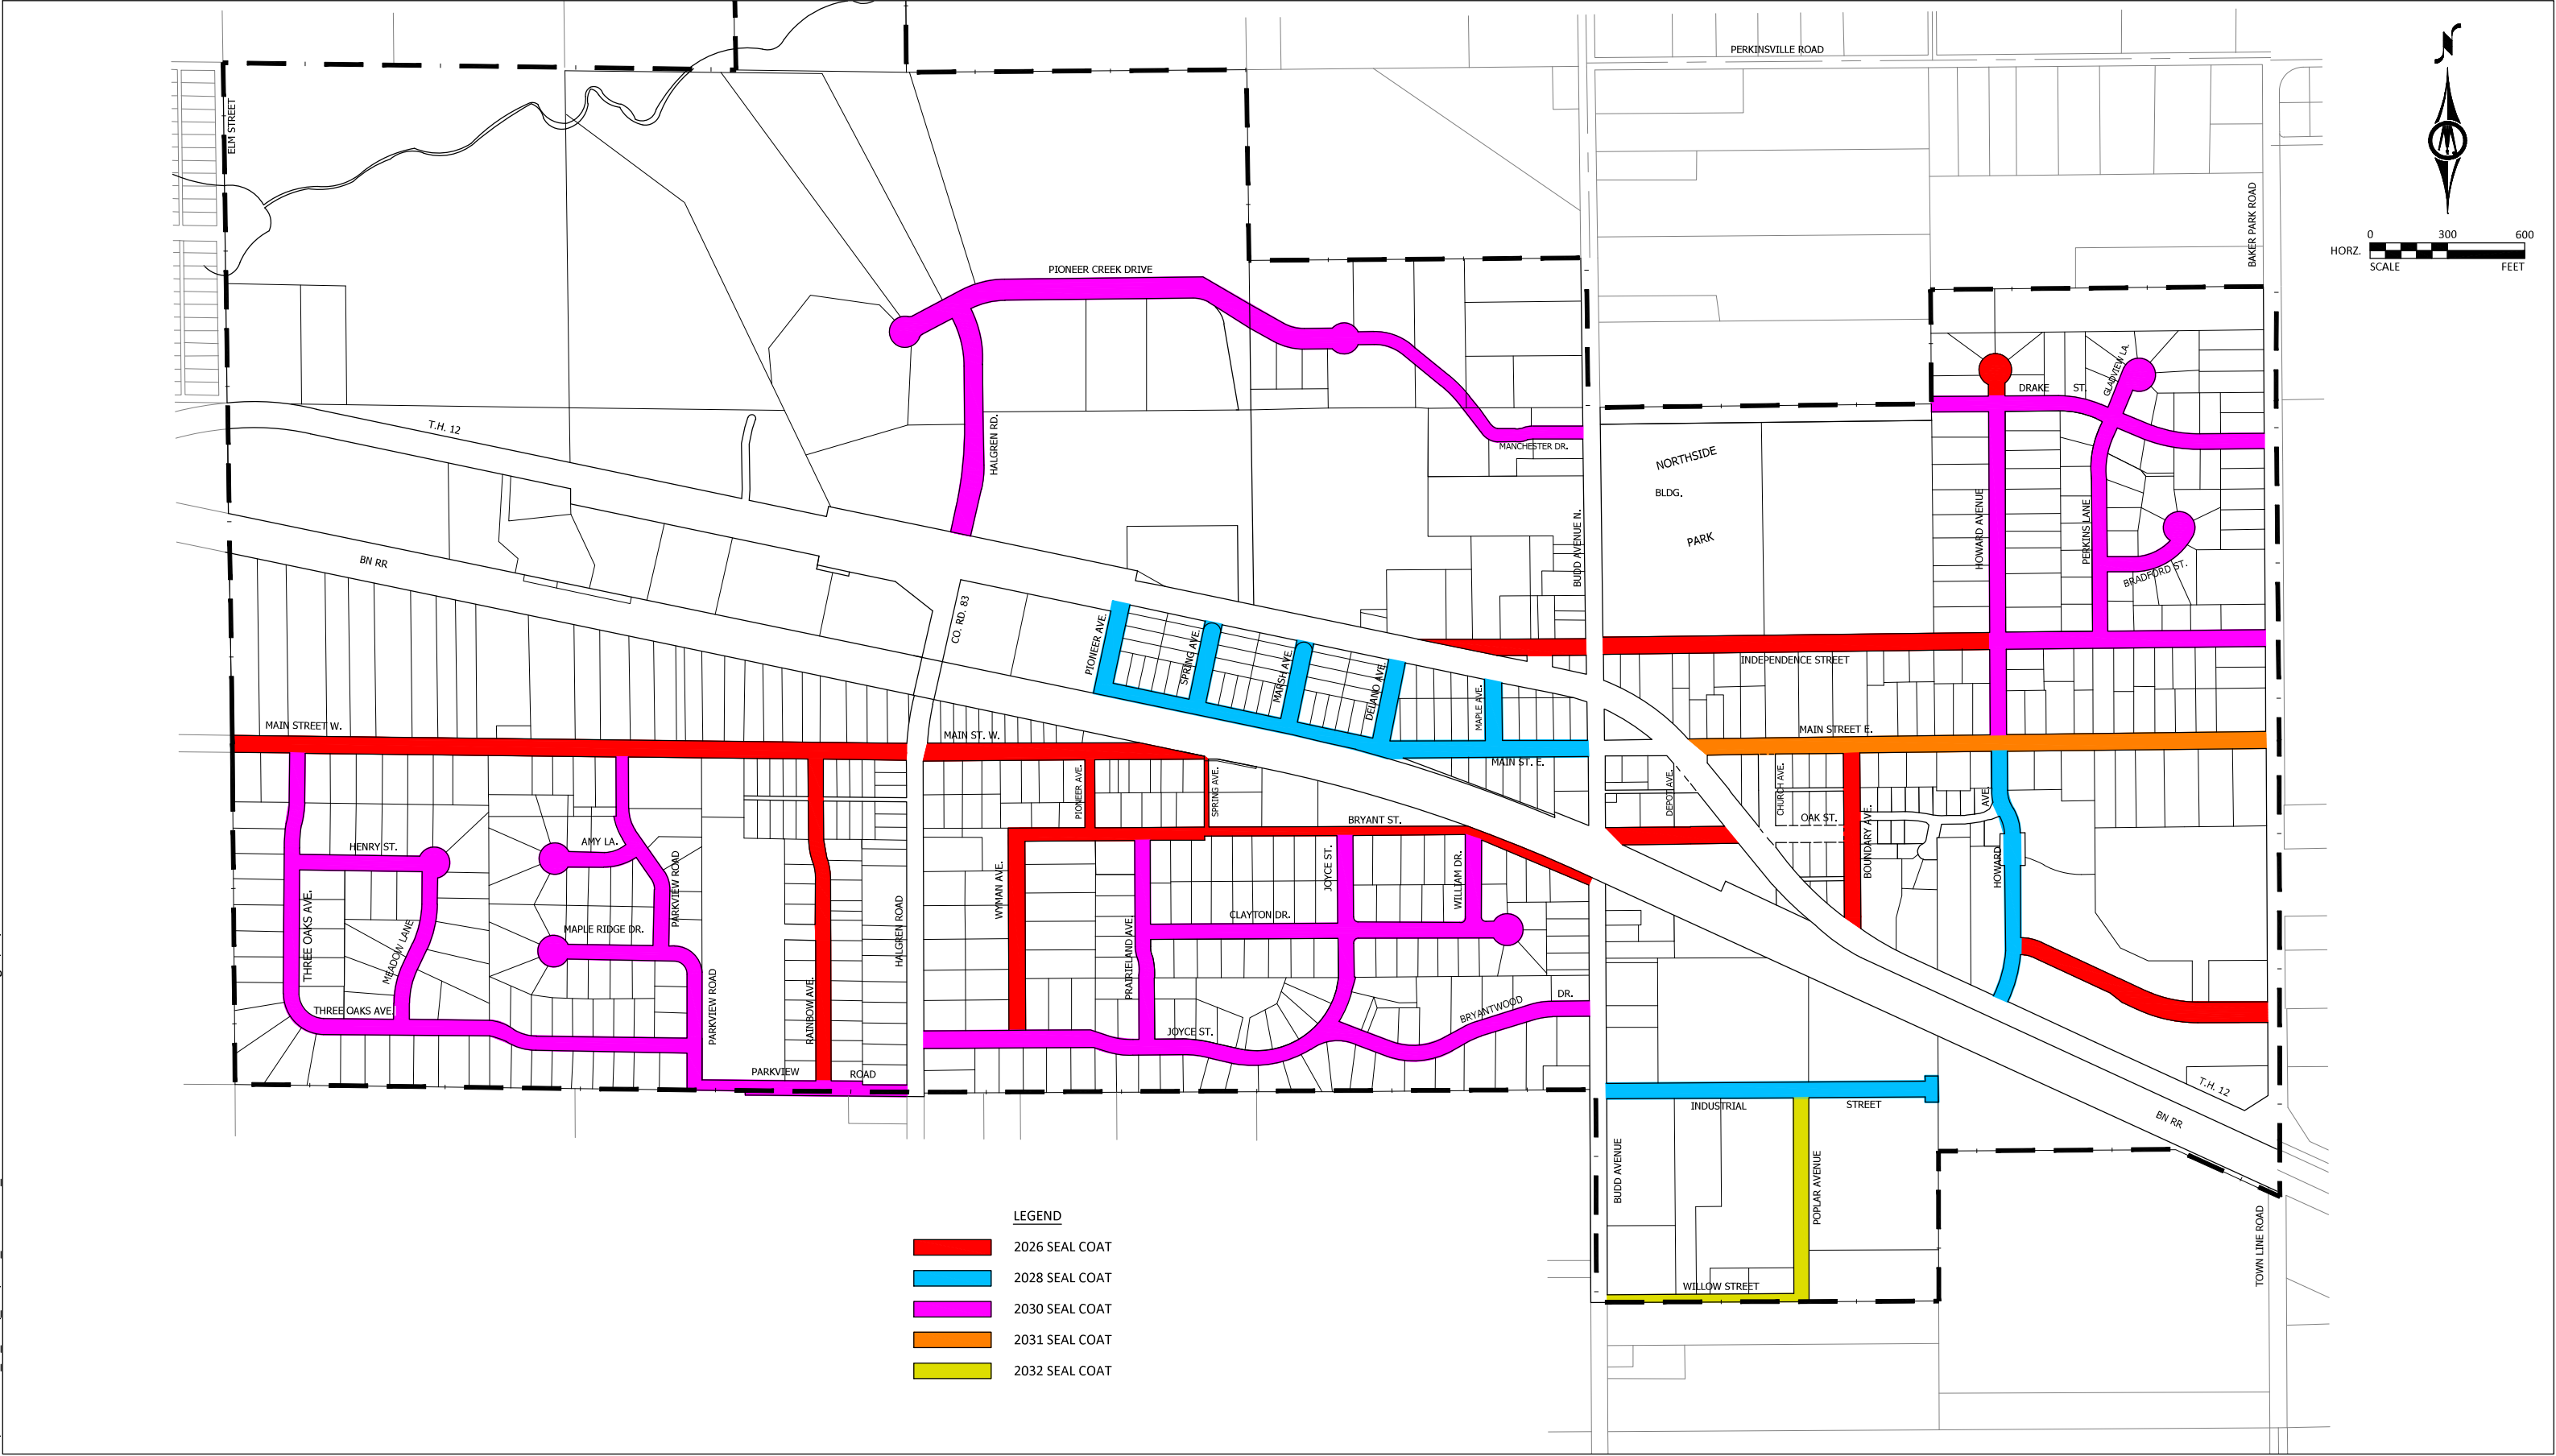 PERKINSVILLE ROAD
N
ELM STREET
BAKER PARK ROAD
0 300 600
HORZ.
SCALE FEET
PIONEER CREEK DRIVE
GLADVIEW LA.
DRAKE ST.
T.H. 12
HALGREN RD.
MANCHESTER DR.
NORTHSIDE
BLDG.
PARK
BUDD AVENUE N.
HOWARD AVENUE
PERKINS LANE
BRADFORD ST.
BN RR
CO. RD. 83
PIONEER AVE.
SPRING AVE.
MARSH AVE.
DELANO AVE.
MAPLE AVE.
INDEPENDENCE STREET
MAIN STREET W.
MAIN ST. W.
MAIN STREET E.
MAIN ST. E.
PIONEER AVE.
SPRING AVE.
DEPOT AVE.
CHURCH AVE.
OAK ST.
BOUNDARY AVE.
HOWARD AVE.
BRYANT ST.
HENRY ST.
AMY LA.
PARKVIEW ROAD
THREE OAKS AVE.
MEADOW LANE
MAPLE RIDGE DR.
HALGREN ROAD
WYMAN AVE.
JOYCE ST.
WILLIAM DR.
CLAYTON DR.
PRAIRIELAND AVE.
THREE OAKS AVE.
PARKVIEW ROAD
RAINBOW AVE.
JOYCE ST.
BRYANTWOOD DR.
PARKVIEW ROAD
INDUSTRIAL STREET
T.H. 12
BN RR
BUDD AVENUE
POPLAR AVENUE
WILLOW STREET
TOWN LINE ROAD
LEGEND
2026 SEAL COAT
2028 SEAL COAT
2030 SEAL COAT
2031 SEAL COAT
2032 SEAL COAT